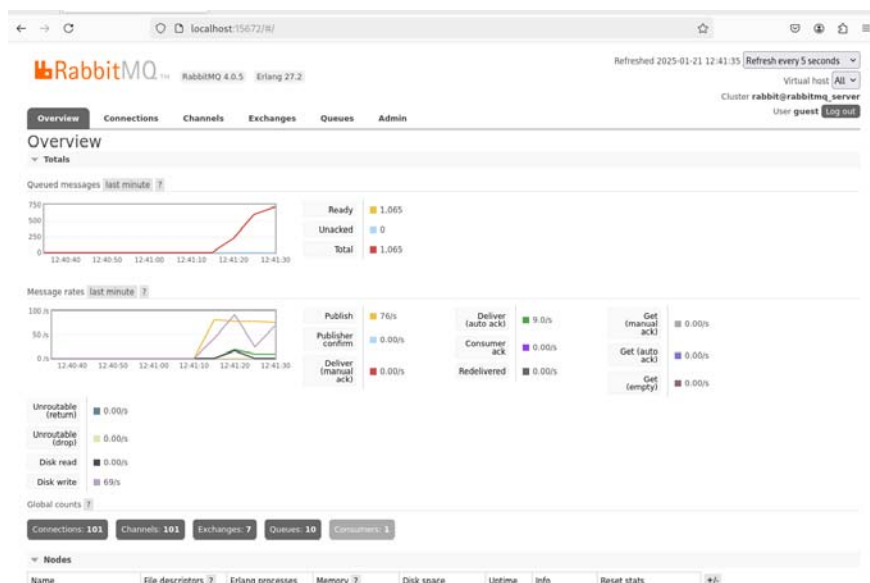 localhost:15672/#/
RabbitMQ TM RabbitMQ 4.0.5 Erlang 27.2
Refreshed 2025-01-21 12:41:35 Refresh every 5 seconds
Virtual host All
Cluster rabbit@rabbitmq_server
User guest Log out
Overview Connections Channels Exchanges Queues Admin
Overview
Totals
Queued messages last minute ?
750
500
250
0
12:40:40 12:40:50 12:41:00 12:41:10 12:41:20 12:41:30
Ready 1,065
Unacked 0
Total 1,065
Message rates last minute ?
100 /s
50 /s
0 /s
12:40:40 12:40:50 12:41:00 12:41:10 12:41:20 12:41:30
Publish 76/s
Publisher
confirm 0.00/s
Deliver
(manual
ack) 0.00/s
Deliver
(auto ack) 9.0/s
Consumer
ack 0.00/s
Redelivered 0.00/s
Get
(manual
ack) 0.00/s
Get (auto
ack) 0.00/s
Get
(empty) 0.00/s
Unroutable
(return) 0.00/s
Unroutable
(drop) 0.00/s
Disk read 0.00/s
Disk write 69/s
Global counts ?
Connections: 101 Channels: 101 Exchanges: 7 Queues: 10 Consumers: 1
Nodes
Name File descriptors ? Erlang processes Memory ? Disk space Uptime Info Reset stats +/-